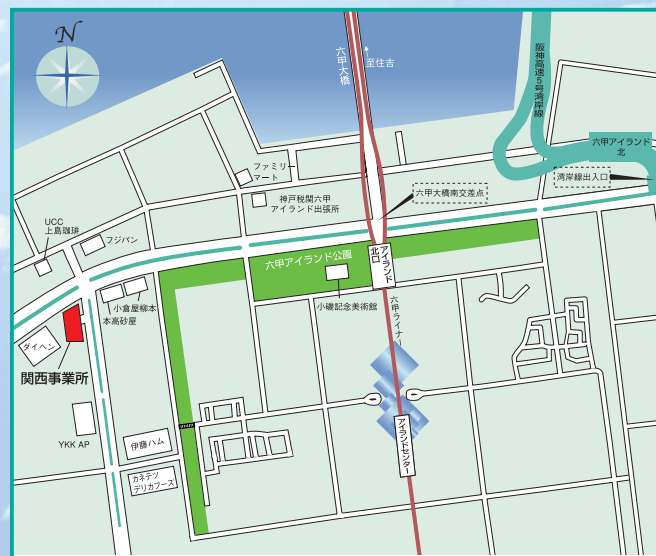 N
六甲大橋
至住吉
阪神高速5号湾岸線
六甲アイランド
北
湾岸線出入口
ファミリー
マート
神戸税関六甲
アイランド出張所
六甲大橋南交差点
UCC
上島珈琲
フジパン
六甲アイランド公園
アイランド
北口
小磯記念美術館
小倉屋柳本
本高砂屋
六甲ライナー
ダイヘン
関西事業所
YKK AP
伊藤ハム
カネテツ
デリカフーズ
アイランドセンター